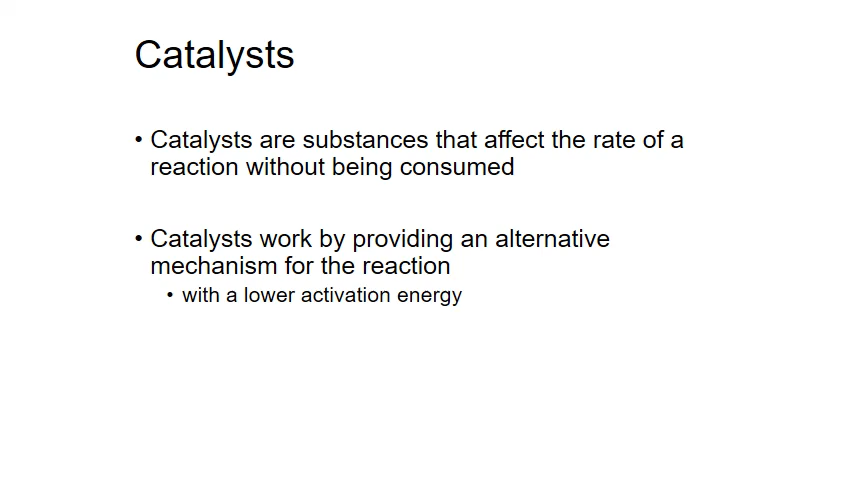 Catalysts
• Catalysts are substances that affect the rate of a
reaction without being consumed
• Catalysts work by providing an alternative
mechanism for the reaction
• with a lower activation energy